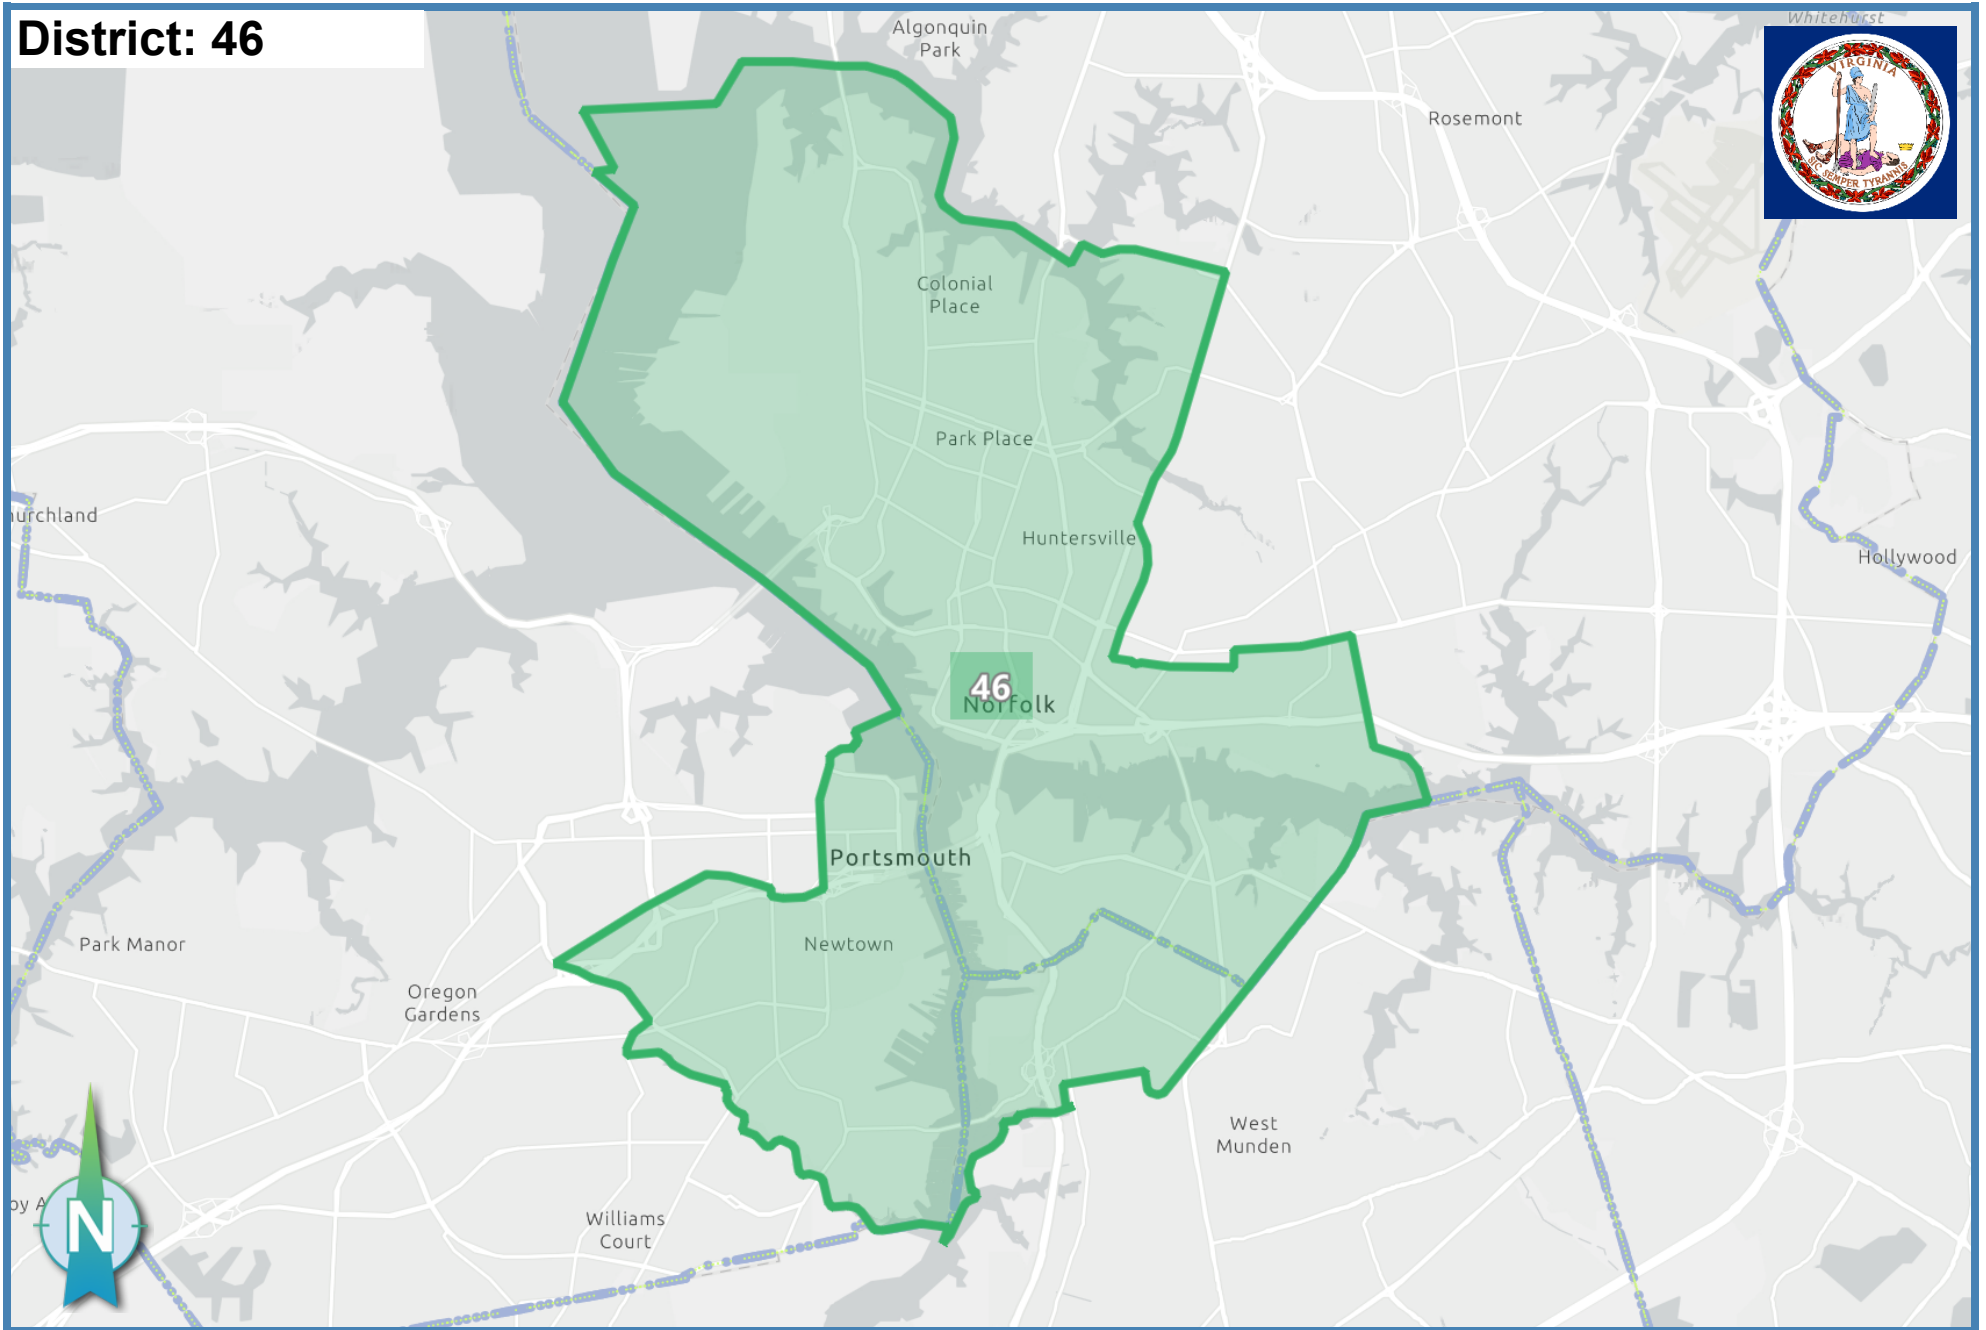 District: 46
Algonquin
Park
Whitehurst
VIRGINIA
SIC SEMPER TYRANNIS
Rosemont
Colonial
Place
Park Place
urchland
Huntersville
Hollywood
46
Norfolk
Portsmouth
Newtown
Park Manor
Oregon
Gardens
West
Munden
Williams
Court
oy A
N